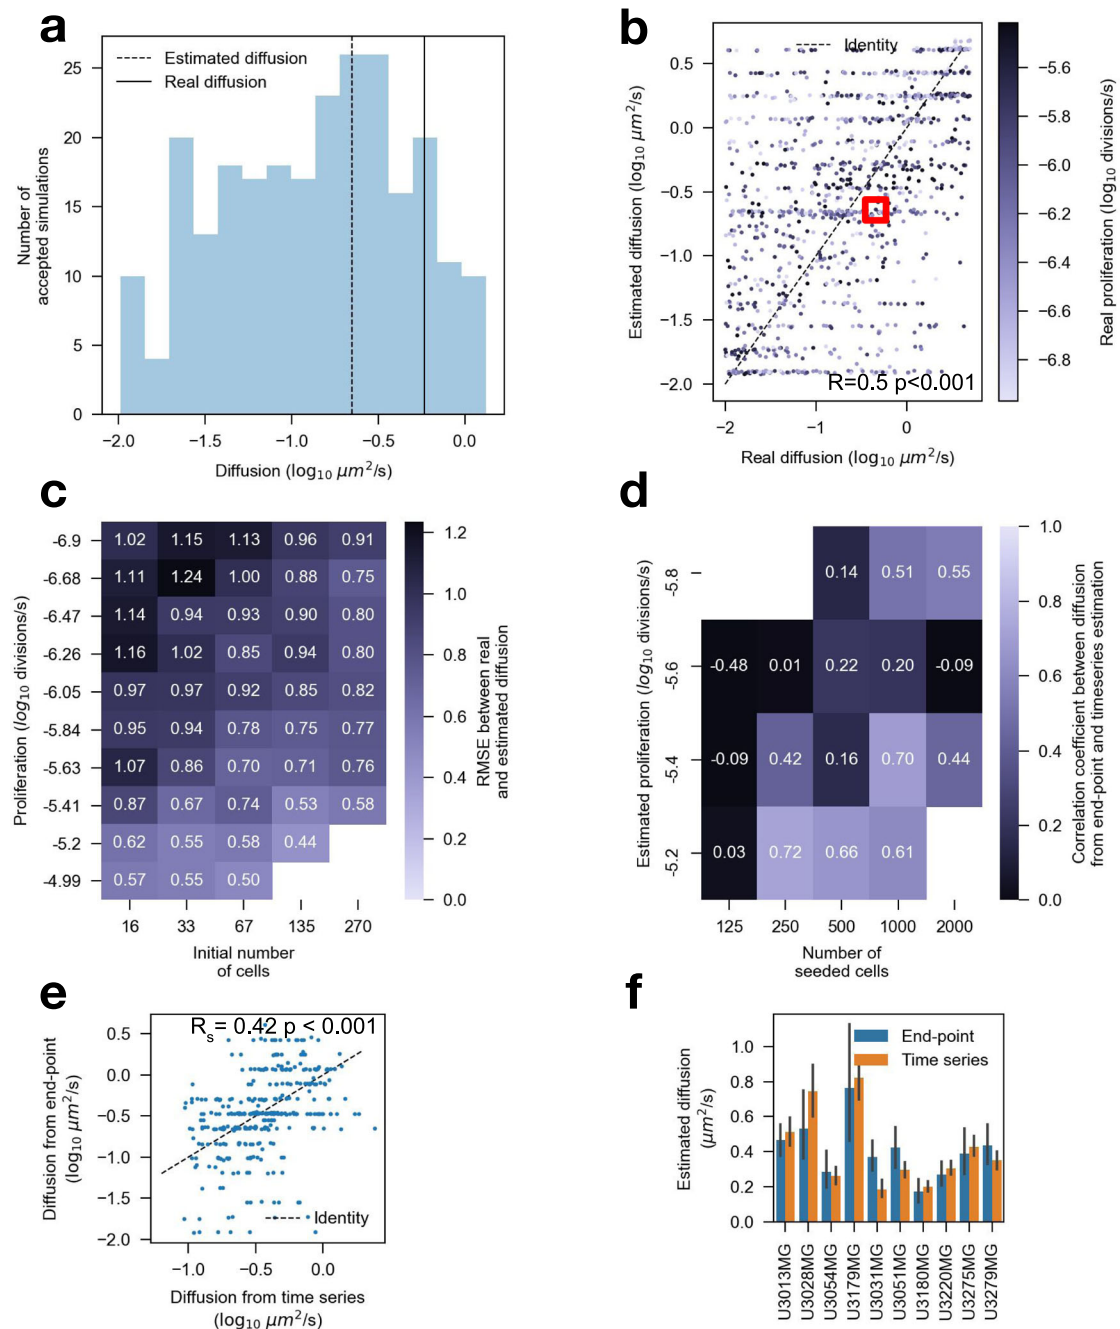 a
Estimated diffusion
Real diffusion
25
20
15
10
5
0
Number of
accepted simulations
−2.0 −1.5 −1.0 −0.5 0.0
Diffusion (log10 μm²/s)
b
Identity
0.5
0.0
−0.5
−1.0
−1.5
−2.0
Estimated diffusion (log10 μm²/s)
R=0.5 p<0.001
−2 −1 0
Real diffusion (log10 μm²/s)
−5.6
−5.8
−6.0
−6.2
−6.4
−6.6
−6.8
Real proliferation (log10 divisions/s)
c
Proliferation (log10 divisions/s)
-6.9 1.02 1.15 1.13 0.96 0.91
-6.68 1.11 1.24 1.00 0.88 0.75
-6.47 1.14 0.94 0.93 0.90 0.80
-6.26 1.16 1.02 0.85 0.94 0.80
-6.05 0.97 0.97 0.92 0.85 0.82
-5.84 0.95 0.94 0.78 0.75 0.77
-5.63 1.07 0.86 0.70 0.71 0.76
-5.41 0.87 0.67 0.74 0.53 0.58
-5.2 0.62 0.55 0.58 0.44
-4.99 0.57 0.55 0.50
16 33 67 135 270
Initial number
of cells
1.2
1.0
0.8
0.6
0.4
0.2
0.0
RMSE between real
and estimated diffusion
d
Estimated proliferation (log10 divisions/s)
-5.8 0.14 0.51 0.55
-5.6 -0.48 0.01 0.22 0.20 -0.09
-5.4 -0.09 0.42 0.16 0.70 0.44
-5.2 0.03 0.72 0.66 0.61
125 250 500 1000 2000
Number of
seeded cells
1.0
0.8
0.6
0.4
0.2
0.0
Correlation coefficient between diffusion
from end-point and timeseries estimation
e
Rs= 0.42 p < 0.001
0.5
0.0
−0.5
−1.0
−1.5
−2.0
Diffusion from end-point
(log10 μm²/s)
Identity
−1.0 −0.5 0.0
Diffusion from time series
(log10 μm²/s)
f
End-point
Time series
1.0
0.8
0.6
0.4
0.2
0.0
Estimated diffusion
(μm²/s)
U3013MG
U3028MG
U3054MG
U3179MG
U3031MG
U3051MG
U3180MG
U3220MG
U3275MG
U3279MG